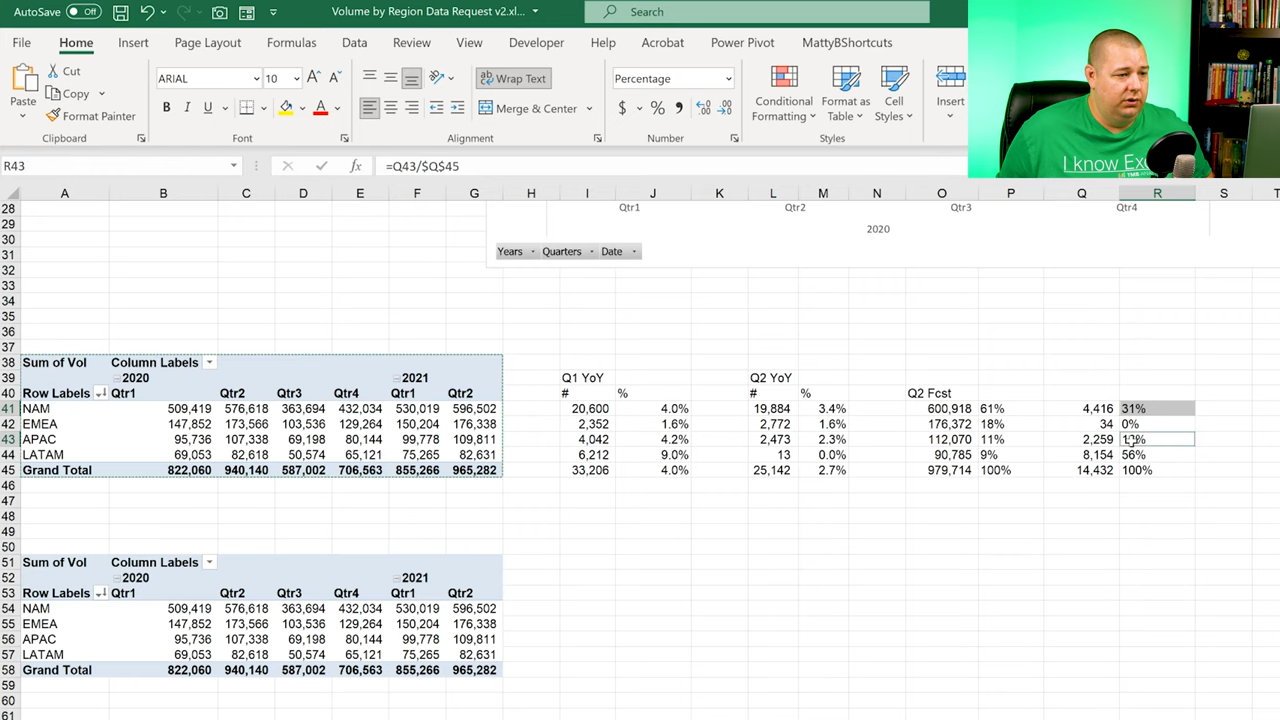 AutoSave Off Volume by Region Data Request v2.xl... Search
File Home Insert Page Layout Formulas Data Review View Developer Help Acrobat Power Pivot MattyBShortcuts
Paste Cut Copy Format Painter
ARIAL 10 B I U A
Wrap Text Merge & Center
Percentage $ % ,
Conditional Formatting Format as Table Cell Styles Insert
Clipboard Font Alignment Number Styles
I know Ex
R43 fx =Q43/$Q$45
A B C D E F G H I J K L M N O P Q R S T
28 Qtr1 Qtr2 Qtr3 Qtr4
29 2020
30
31 Years Quarters Date
32
33
34
35
36
37
38 Sum of Vol Column Labels
39 2020 2021 Q1 YoY Q2 YoY
40 Row Labels Qtr1 Qtr2 Qtr3 Qtr4 Qtr1 Qtr2 # % # % Q2 Fcst
41 NAM 509,419 576,618 363,694 432,034 530,019 596,502 20,600 4.0% 19,884 3.4% 600,918 61% 4,416 31%
42 EMEA 147,852 173,566 103,536 129,264 150,204 176,338 2,352 1.6% 2,772 1.6% 176,372 18% 34 0%
43 APAC 95,736 107,338 69,198 80,144 99,778 109,811 4,042 4.2% 2,473 2.3% 112,070 11% 2,259
44 LATAM 69,053 82,618 50,574 65,121 75,265 82,631 6,212 9.0% 13 0.0% 90,785 9% 8,154 56%
45 Grand Total 822,060 940,140 587,002 706,563 855,266 965,282 33,206 4.0% 25,142 2.7% 979,714 100% 14,432 100%
46
47
48
49
50
51 Sum of Vol Column Labels
52 2020 2021
53 Row Labels Qtr1 Qtr2 Qtr3 Qtr4 Qtr1 Qtr2
54 NAM 509,419 576,618 363,694 432,034 530,019 596,502
55 EMEA 147,852 173,566 103,536 129,264 150,204 176,338
56 APAC 95,736 107,338 69,198 80,144 99,778 109,811
57 LATAM 69,053 82,618 50,574 65,121 75,265 82,631
58 Grand Total 822,060 940,140 587,002 706,563 855,266 965,282
59
60
61